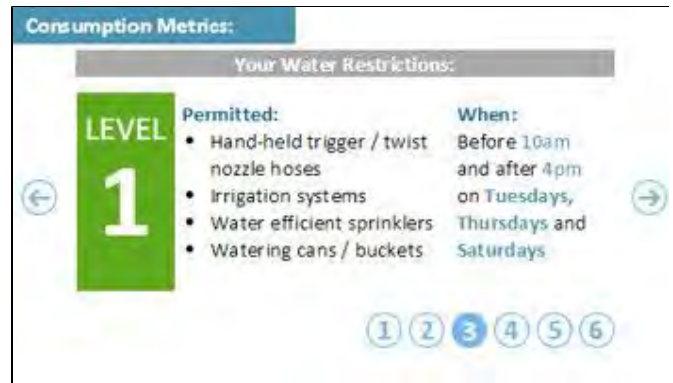 Consumption Metrics:
Your Water Restrictions:
LEVEL
1
Permitted:
• Hand-held trigger / twist
nozzle hoses
• Irrigation systems
• Water efficient sprinklers
• Watering cans / buckets
When:
Before 10am
and after 4pm
on Tuesdays,
Thursdays and
Saturdays
1 2 3 4 5 6